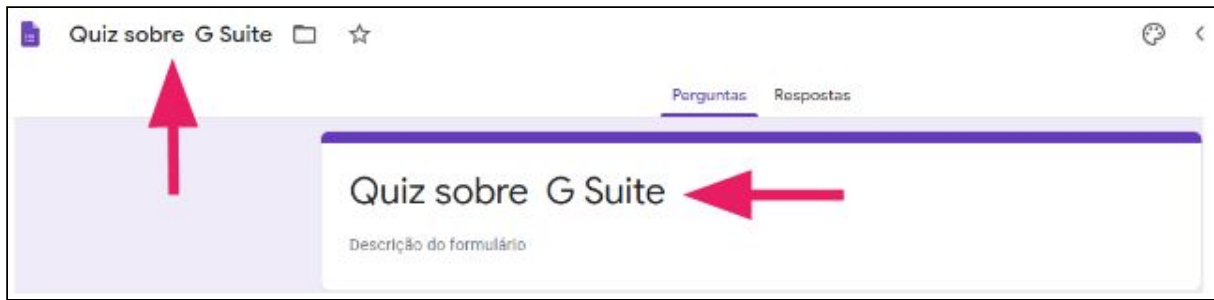 Quiz sobre G Suite
Perguntas Respostas
Quiz sobre G Suite
Descrição do formulário